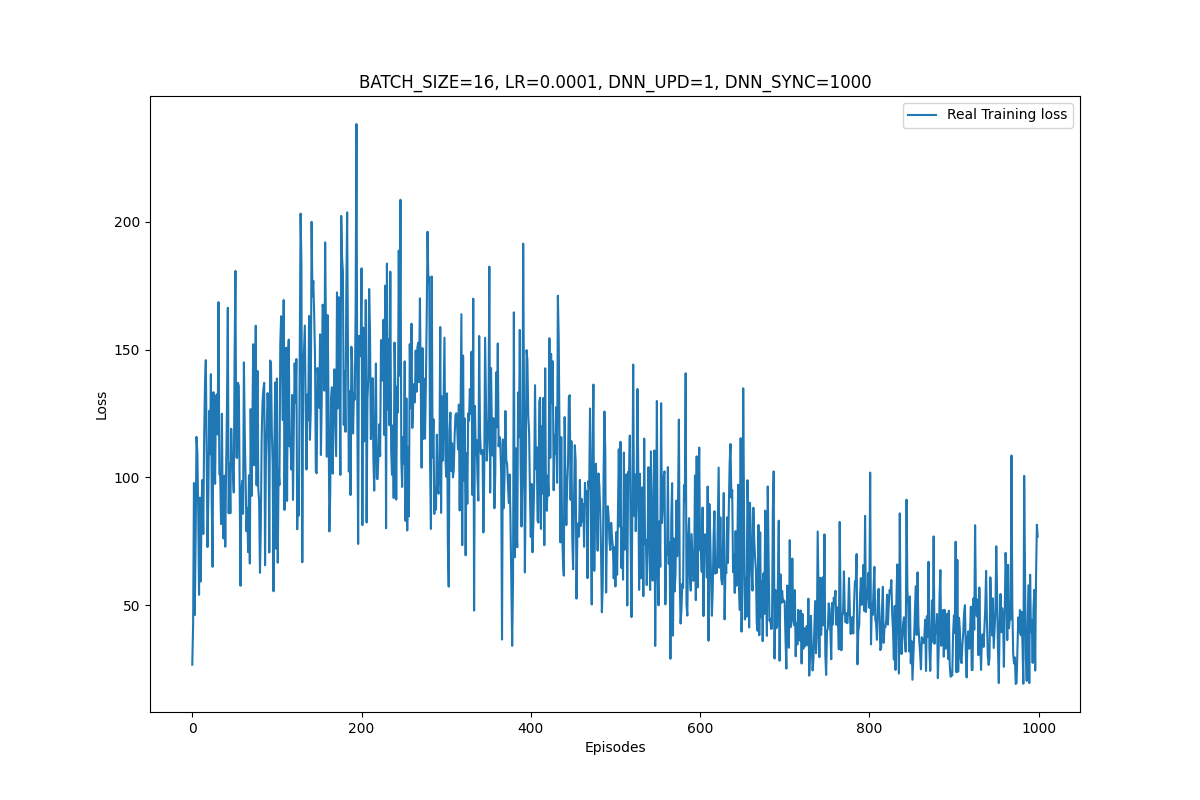 BATCH_SIZE=16, LR=0.0001, DNN_UPD=1, DNN_SYNC=1000
Real Training loss
200
150
100
50
Loss
0
200
400
600
800
1000
Episodes